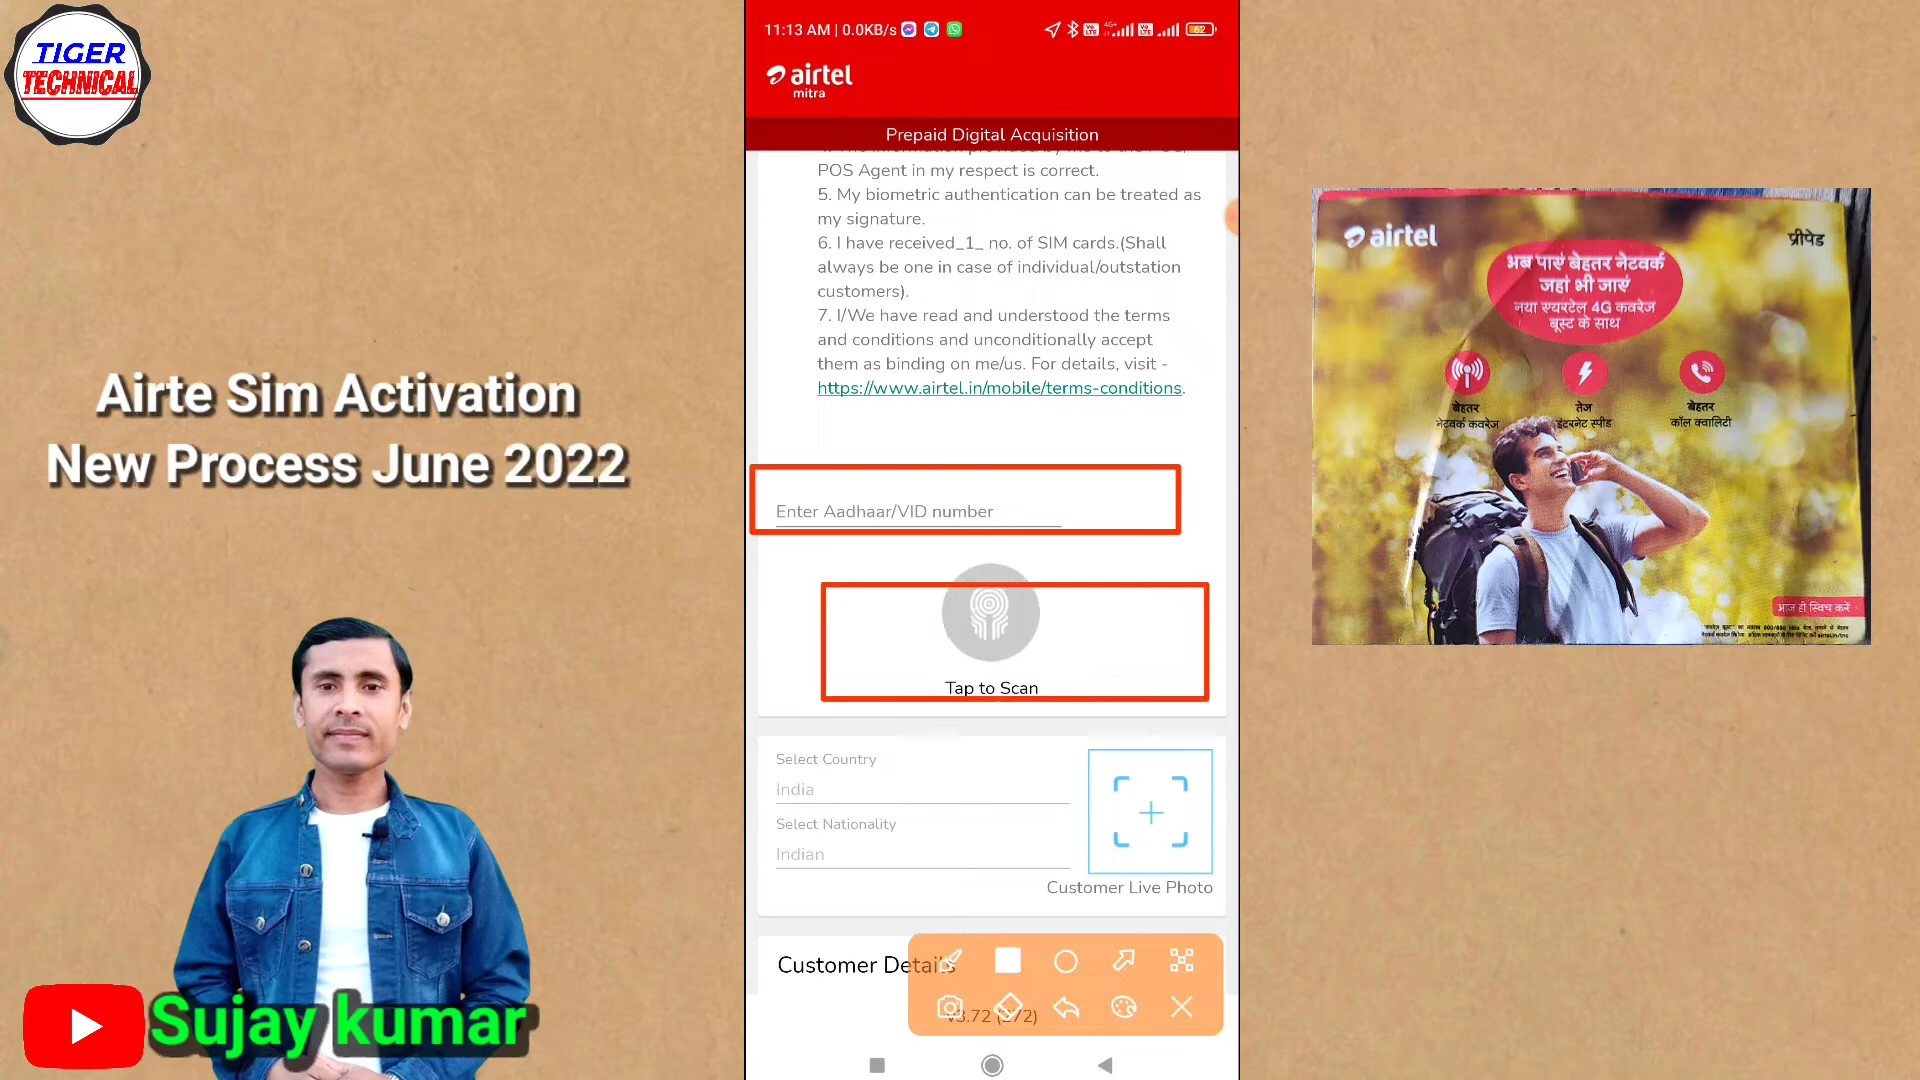 TIGER
TECHNICAL
Airte Sim Activation
New Process June 2022
Sujay kumar
11:13 AM | 0.0KB/s
4G+
62
airtel
mitra
Prepaid Digital Acquisition
POS Agent in my respect is correct.
5. My biometric authentication can be treated as
my signature.
6. I have received_1_ no. of SIM cards.(Shall
always be one in case of individual/outstation
customers).
7. I/We have read and understood the terms
and conditions and unconditionally accept
them as binding on me/us. For details, visit -
https://www.airtel.in/mobile/terms-conditions.
Enter Aadhaar/VID number
Tap to Scan
Select Country
India
Select Nationality
Indian
Customer Live Photo
Customer Details
airtel
प्रीपेड
अब पाएं बेहतर नेटवर्क
जहां भी जाएं
नया एयरटेल 4G कवरेज
बूस्ट के साथ
बेहतर
नेटवर्क कवरेज
तेज
इंटरनेट स्पीड
बेहतर
कॉल क्वालिटी
आज ही स्विच करें